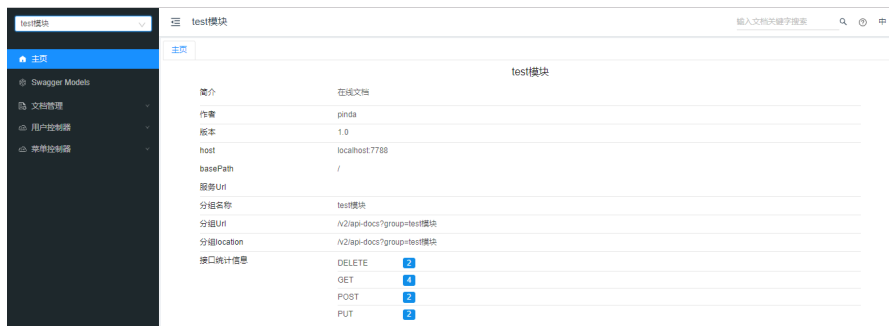 test模块
test模块
输入文档关键字搜索
中
主页
主页
Swagger Models
文档管理
用户控制器
菜单控制器
test模块
简介 在线文档
作者 pinda
版本 1.0
host localhost:7788
basePath /
服务Url
分组名称 test模块
分组Url /v2/api-docs?group=test模块
分组location /v2/api-docs?group=test模块
接口统计信息 DELETE 2
GET 4
POST 2
PUT 2